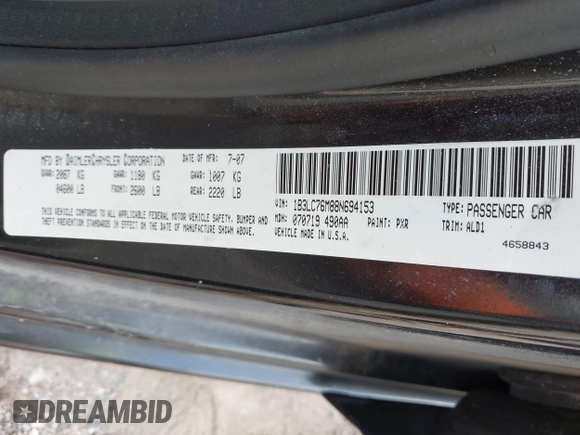 MFD BY DAIMLERCHRYSLER CORPORATION DATE OF MFR: 7-07
GVWR: 2087 KG GAWR: 1180 KG GAWR: 1007 KG
04600 LB FRONT: 2600 LB REAR: 2220 LB
THIS VEHICLE CONFORMS TO ALL APPLICABLE FEDERAL MOTOR VEHICLE SAFETY, BUMPER AND
THEFT PREVENTION STANDARDS IN EFFECT ON THE DATE OF MANUFACTURE SHOWN ABOVE.
VIN: 1B3LC76M88N694153 TYPE: PASSENGER CAR
MDH: 070719 490AA PAINT: PXR TRIM: ALD1
VEHICLE MADE IN U.S.A. 4658843
DREAMBID